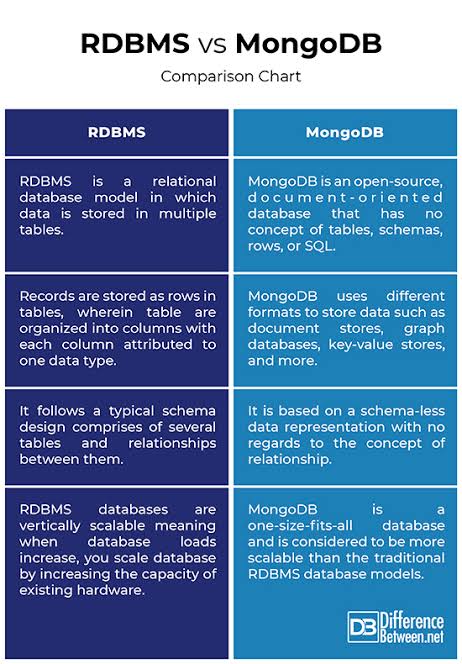 RDBMS vs MongoDB
Comparison Chart
RDBMS
MongoDB
RDBMS is a relational
database model in which
data is stored in multiple
tables.
MongoDB is an open-source,
document-oriented
database that has no
concept of tables, schemas,
rows, or SQL.
Records are stored as rows in
tables, wherein table are
organized into columns with
each column attributed to
one data type.
MongoDB uses different
formats to store data such as
document stores, graph
databases, key-value stores,
and more.
It follows a typical schema
design comprises of several
tables and relationships
between them.
It is based on a schema-less
data representation with no
regards to the concept of
relationship.
RDBMS databases are
vertically scalable meaning
when database loads
increase, you scale database
by increasing the capacity of
existing hardware.
MongoDB is a
one-size-fits-all database
and is considered to be more
scalable than the traditional
RDBMS database models.
DB Difference
Between.net